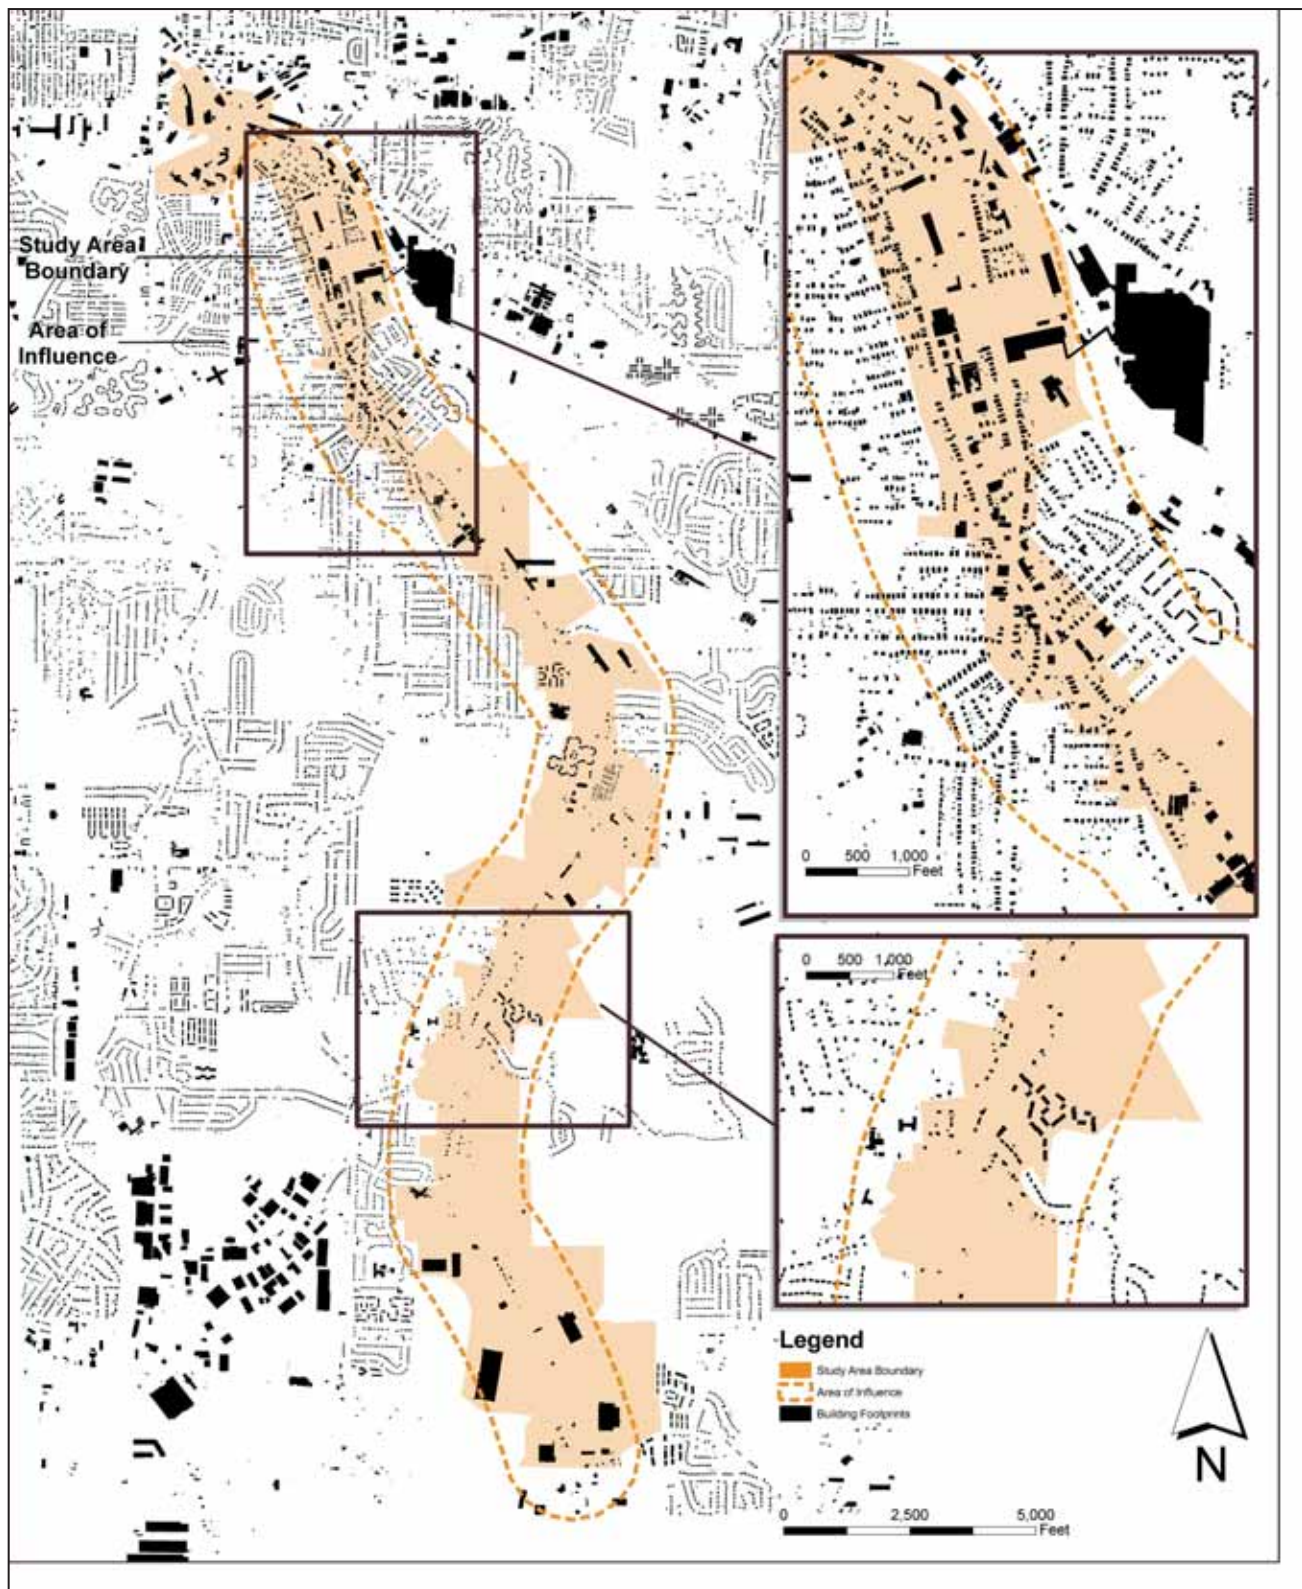 Study Area
Boundary
Area of
Influence
0 500 1,000
Feet
0 500 1,000
Feet
Legend
Study Area Boundary
Area of Influence
Building Footprints
N
0 2,500 5,000
Feet